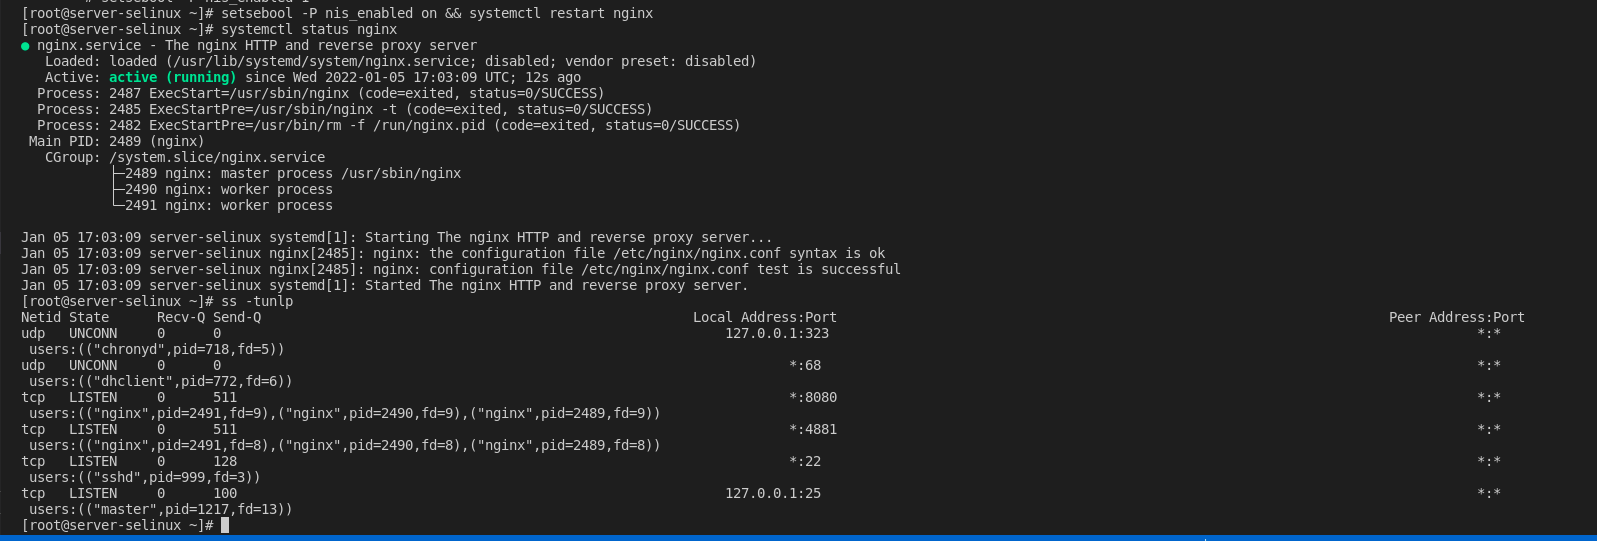 # setsebool -P nis_enabled 1
[root@server-selinux ~]# setsebool -P nis_enabled on && systemctl restart nginx
[root@server-selinux ~]# systemctl status nginx
● nginx.service - The nginx HTTP and reverse proxy server
   Loaded: loaded (/usr/lib/systemd/system/nginx.service; disabled; vendor preset: disabled)
   Active: active (running) since Wed 2022-01-05 17:03:09 UTC; 12s ago
  Process: 2487 ExecStart=/usr/sbin/nginx (code=exited, status=0/SUCCESS)
  Process: 2485 ExecStartPre=/usr/sbin/nginx -t (code=exited, status=0/SUCCESS)
  Process: 2482 ExecStartPre=/usr/bin/rm -f /run/nginx.pid (code=exited, status=0/SUCCESS)
 Main PID: 2489 (nginx)
   CGroup: /system.slice/nginx.service
           ├─2489 nginx: master process /usr/sbin/nginx
           ├─2490 nginx: worker process
           └─2491 nginx: worker process
Jan 05 17:03:09 server-selinux systemd[1]: Starting The nginx HTTP and reverse proxy server...
Jan 05 17:03:09 server-selinux nginx[2485]: nginx: the configuration file /etc/nginx/nginx.conf syntax is ok
Jan 05 17:03:09 server-selinux nginx[2485]: nginx: configuration file /etc/nginx/nginx.conf test is successful
Jan 05 17:03:09 server-selinux systemd[1]: Started The nginx HTTP and reverse proxy server.
[root@server-selinux ~]# ss -tunlp
Netid State      Recv-Q Send-Q                 Local Address:Port                 Peer Address:Port
udp   UNCONN     0      0                      127.0.0.1:323                      *:*
 users:(("chronyd",pid=718,fd=5))
udp   UNCONN     0      0                      *:68                               *:*
 users:(("dhclient",pid=772,fd=6))
tcp   LISTEN     0      511                    *:8080                             *:*
 users:(("nginx",pid=2491,fd=9),("nginx",pid=2490,fd=9),("nginx",pid=2489,fd=9))
tcp   LISTEN     0      511                    *:4881                             *:*
 users:(("nginx",pid=2491,fd=8),("nginx",pid=2490,fd=8),("nginx",pid=2489,fd=8))
tcp   LISTEN     0      128                    *:22                               *:*
 users:(("sshd",pid=999,fd=3))
tcp   LISTEN     0      100                    127.0.0.1:25                       *:*
 users:(("master",pid=1217,fd=13))
[root@server-selinux ~]#